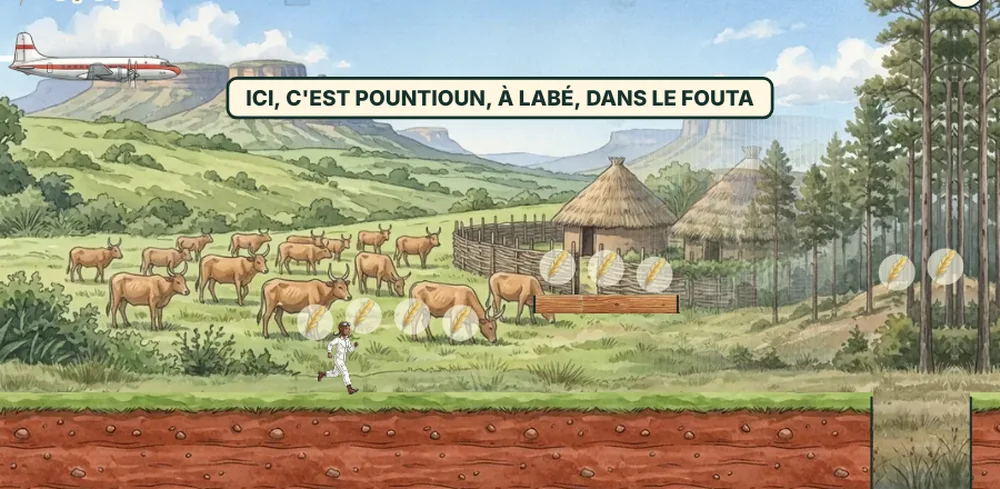 ICI, C'EST POUNTIOUN, À LABÉ, DANS LE FOUTA